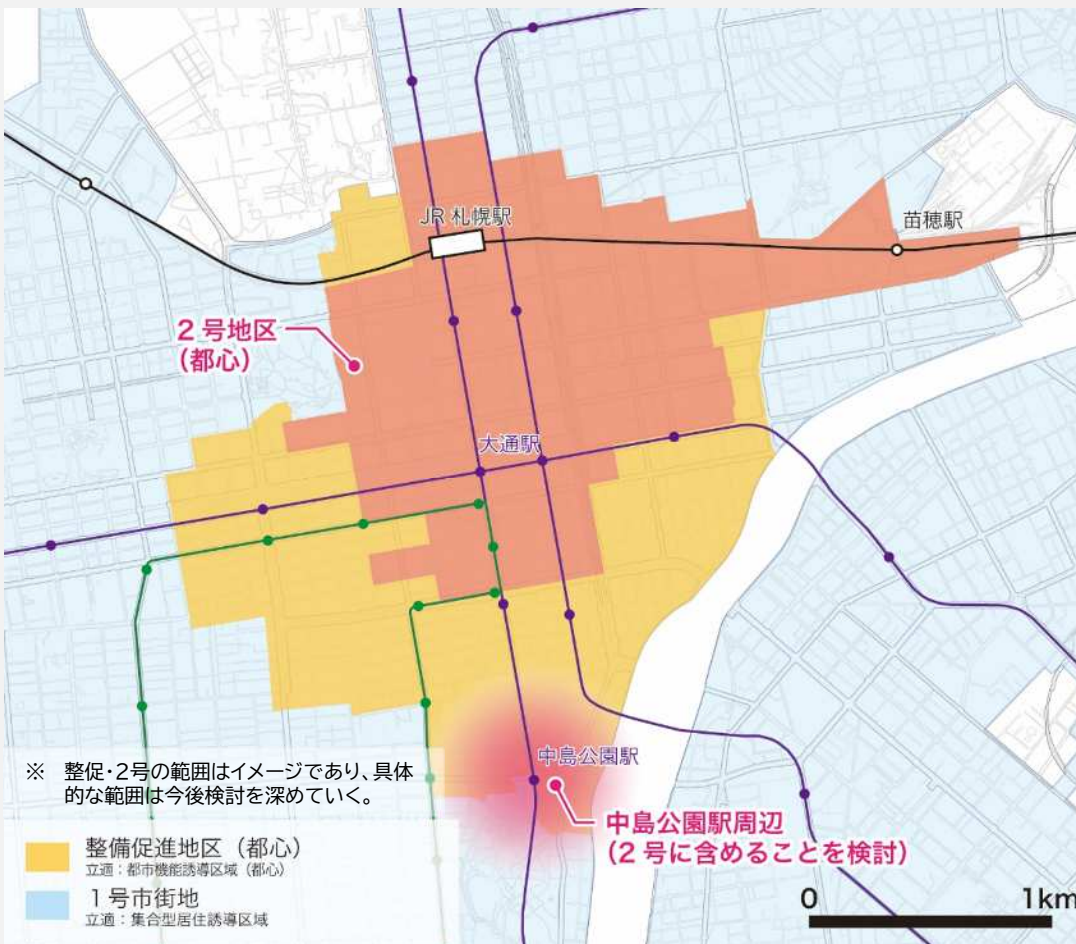 JR 札幌駅
苗穂駅
2 号地区
(都心)
大通駅
中島公園駅
※ 整促・2号の範囲はイメージであり、具体
的な範囲は今後検討を深めていく。
中島公園駅周辺
(2 号に含めることを検討)
整備促進地区（都心）
立適：都市機能誘導区域（都心）
１号市街地
立適：集合型居住誘導区域
0 1km